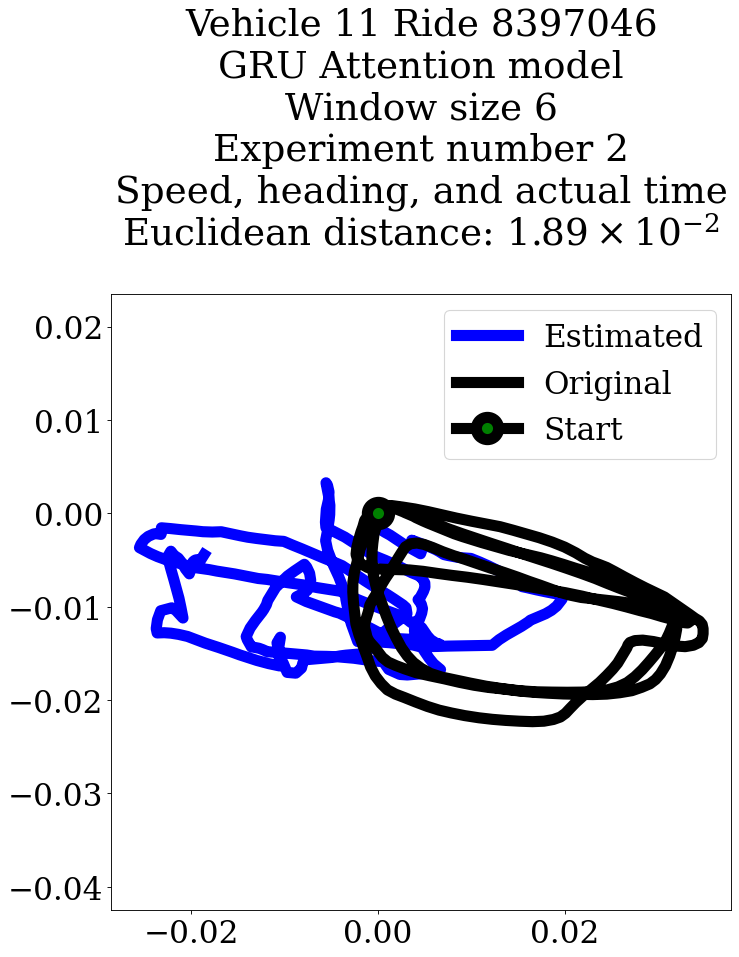 Vehicle 11 Ride 8397046
GRU Attention model
Window size 6
Experiment number 2
Speed, heading, and actual time
Euclidean distance: 1.89 × 10⁻²
Estimated
Original
Start
0.02
0.01
0.00
−0.01
−0.02
−0.03
−0.04
−0.02 0.00 0.02